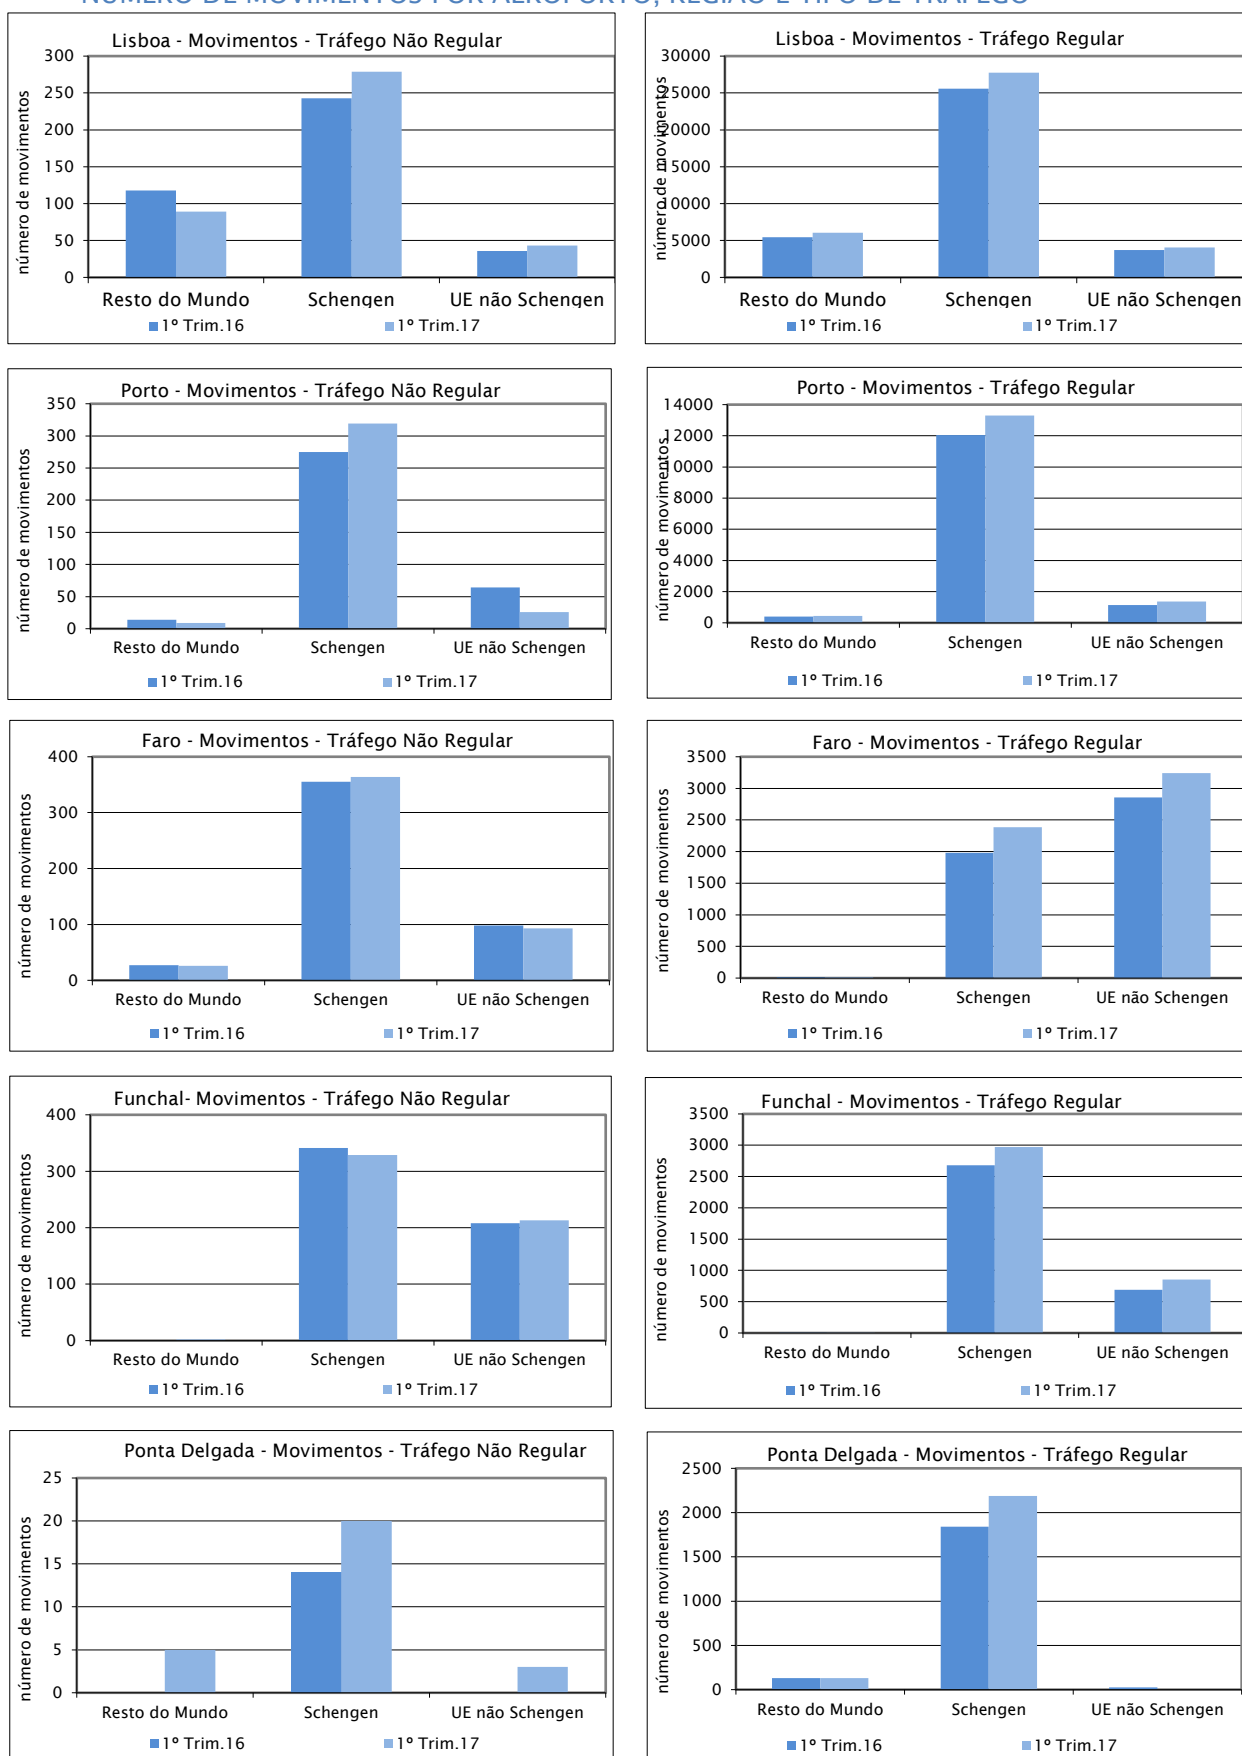 NÚMERO DE MOVIMENTOS POR AEROPORTO, REGIÃO E TIPO DE TRÁFEGO
Lisboa - Movimentos - Tráfego Não Regular
número de movimentos
300
250
200
150
100
50
0
Resto do Mundo Schengen UE não Schengen
1º Trim.16 1º Trim.17
Lisboa - Movimentos - Tráfego Regular
número de movimentos
30000
25000
20000
15000
10000
5000
0
Resto do Mundo Schengen UE não Schengen
1º Trim.16 1º Trim.17
Porto - Movimentos - Tráfego Não Regular
número de movimentos
350
300
250
200
150
100
50
0
Resto do Mundo Schengen UE não Schengen
1º Trim.16 1º Trim.17
Porto - Movimentos - Tráfego Regular
número de movimentos
14000
12000
10000
8000
6000
4000
2000
0
Resto do Mundo Schengen UE não Schengen
1º Trim.16 1º Trim.17
Faro - Movimentos - Tráfego Não Regular
número de movimentos
400
300
200
100
0
Resto do Mundo Schengen UE não Schengen
1º Trim.16 1º Trim.17
Faro - Movimentos - Tráfego Regular
número de movimentos
3500
3000
2500
2000
1500
1000
500
0
Resto do Mundo Schengen UE não Schengen
1º Trim.16 1º Trim.17
Funchal- Movimentos - Tráfego Não Regular
número de movimentos
400
300
200
100
0
Resto do Mundo Schengen UE não Schengen
1º Trim.16 1º Trim.17
Funchal - Movimentos - Tráfego Regular
número de movimentos
3500
3000
2500
2000
1500
1000
500
0
Resto do Mundo Schengen UE não Schengen
1º Trim.16 1º Trim.17
Ponta Delgada - Movimentos - Tráfego Não Regular
número de movimentos
25
20
15
10
5
0
Resto do Mundo Schengen UE não Schengen
1º Trim.16 1º Trim.17
Ponta Delgada - Movimentos - Tráfego Regular
número de movimentos
2500
2000
1500
1000
500
0
Resto do Mundo Schengen UE não Schengen
1º Trim.16 1º Trim.17